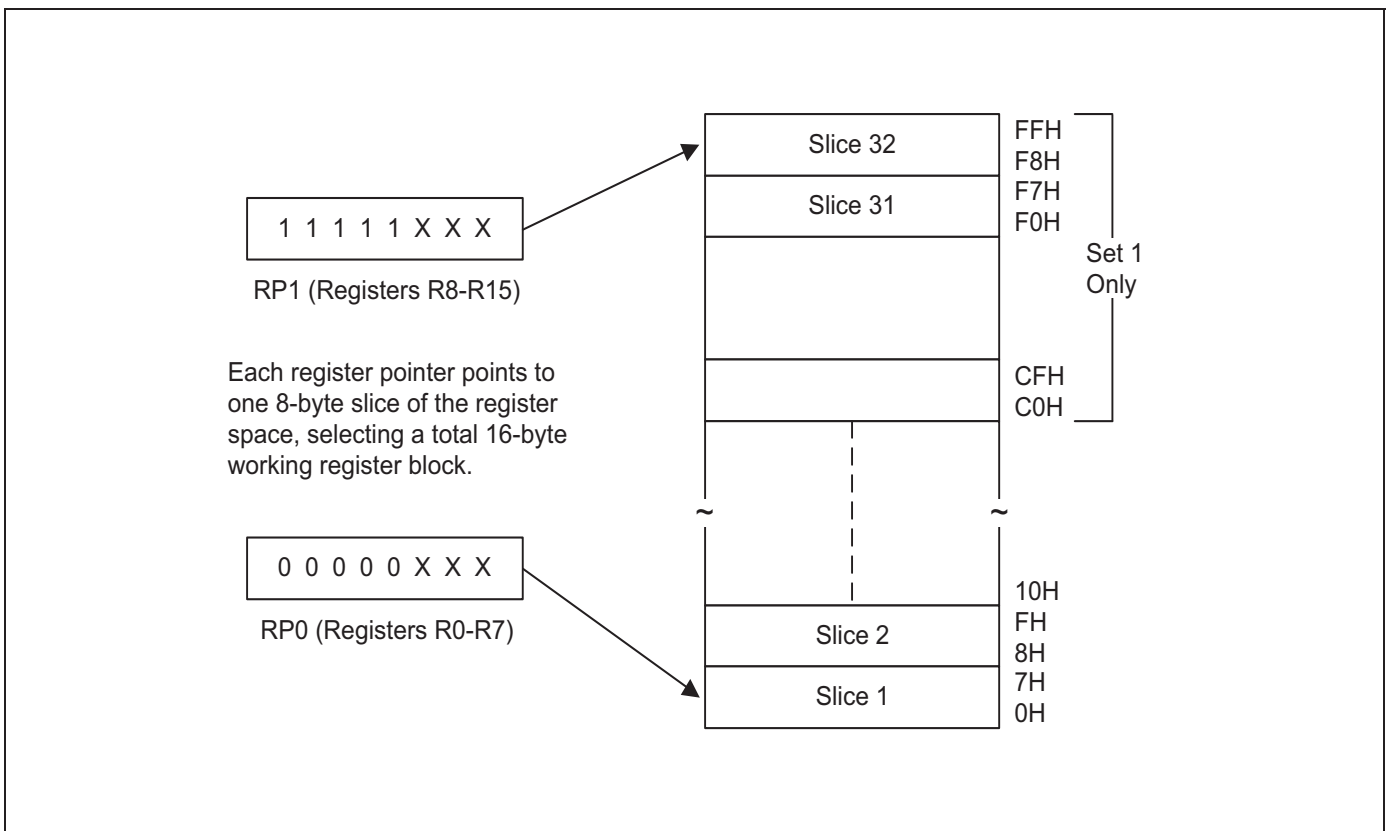 Slice 32
Slice 31
FFH
F8H
F7H
F0H
Set 1
Only
1 1 1 1 1 X X X
RP1 (Registers R8-R15)
Each register pointer points to
one 8-byte slice of the register
space, selecting a total 16-byte
working register block.
CFH
C0H
~ ~
0 0 0 0 0 X X X
RP0 (Registers R0-R7)
Slice 2
Slice 1
10H
FH
8H
7H
0H